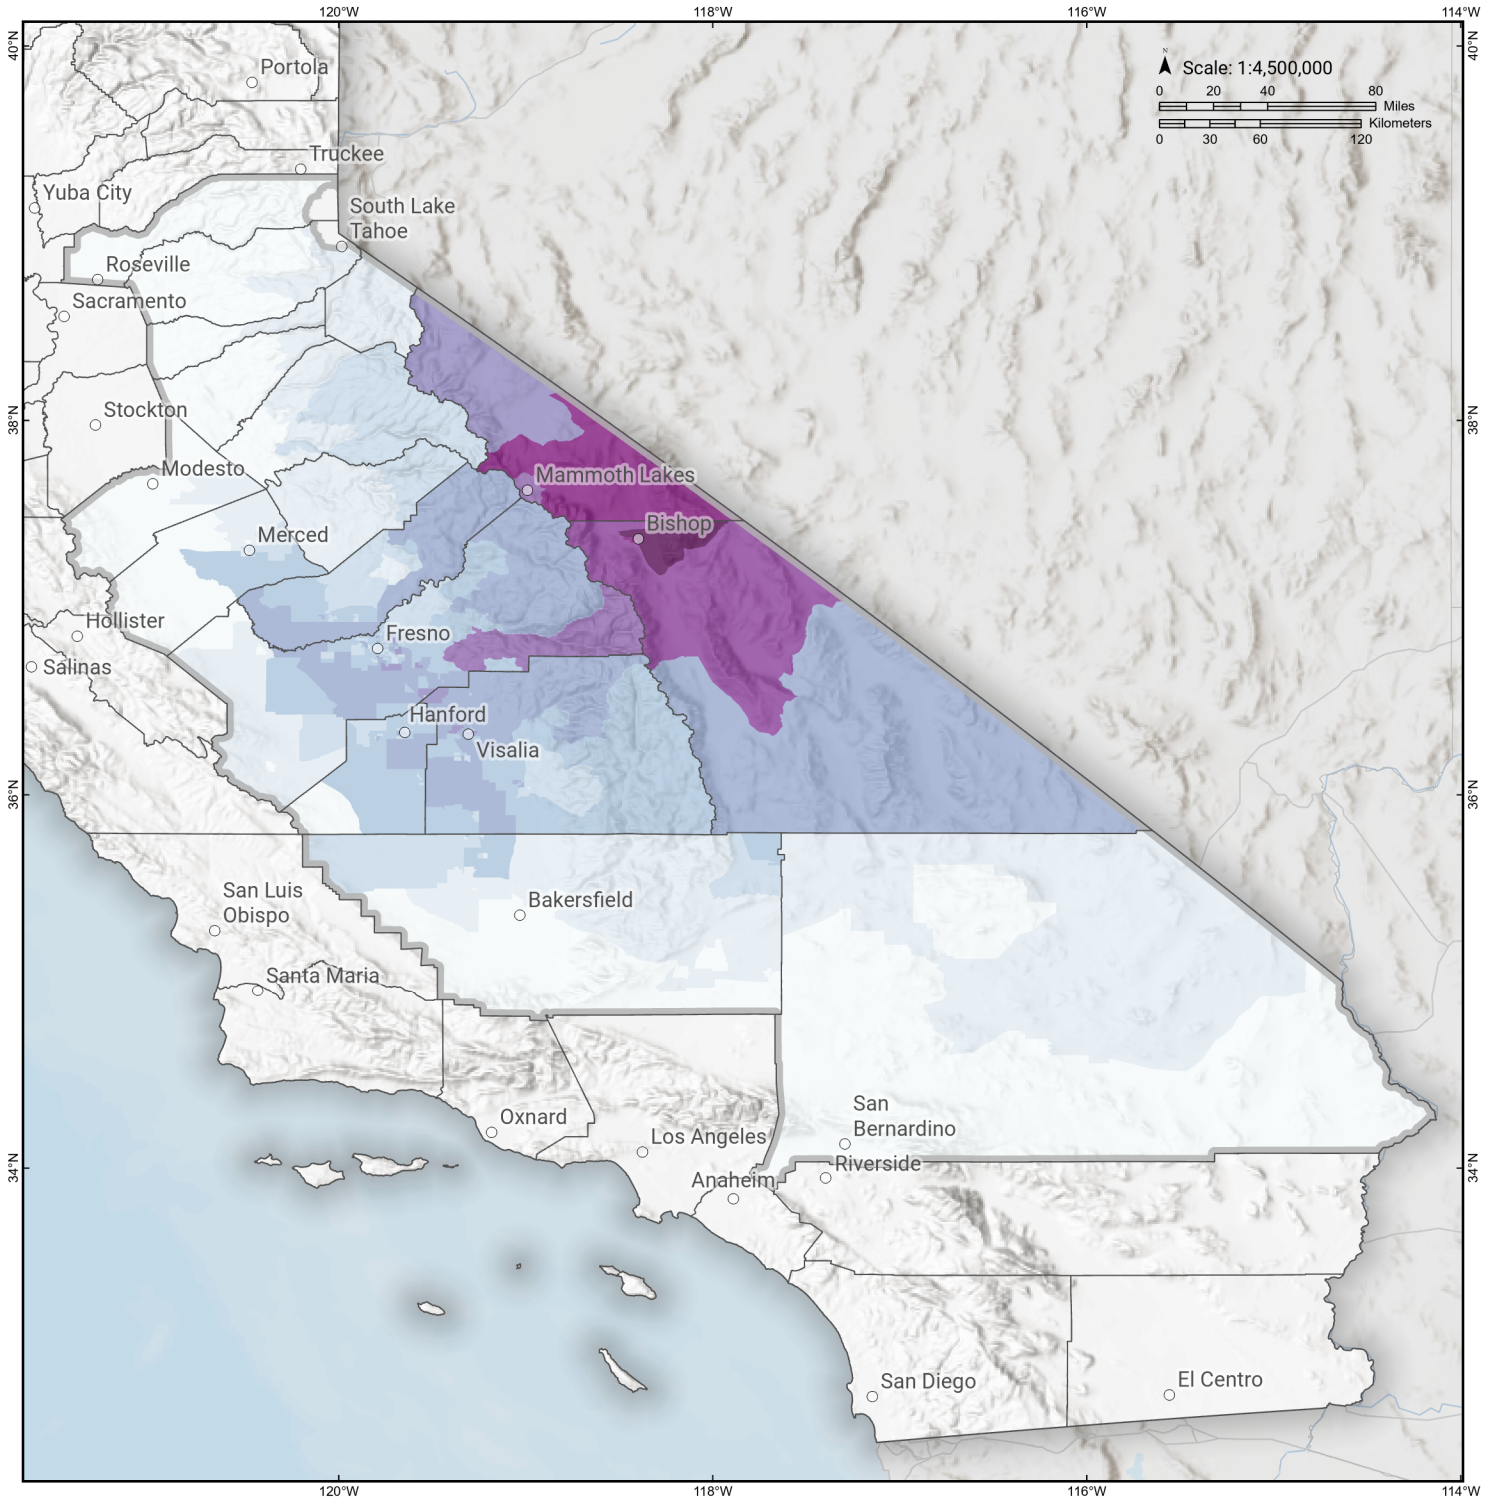 120°W
118°W
116°W
114°W
40°N
40°N
N
Scale: 1:4,500,000
0 20 40 80
Miles
Kilometers
0 30 60 120
Portola
Truckee
Yuba City
South Lake
Tahoe
Roseville
Sacramento
38°N
38°N
Stockton
Modesto
Mammoth Lakes
Bishop
Merced
Hollister
Fresno
Salinas
Hanford
Visalia
36°N
36°N
San Luis
Obispo
Bakersfield
Santa Maria
San
Bernardino
Oxnard
Los Angeles
Riverside
Anaheim
34°N
34°N
San Diego
El Centro
120°W
118°W
116°W
114°W